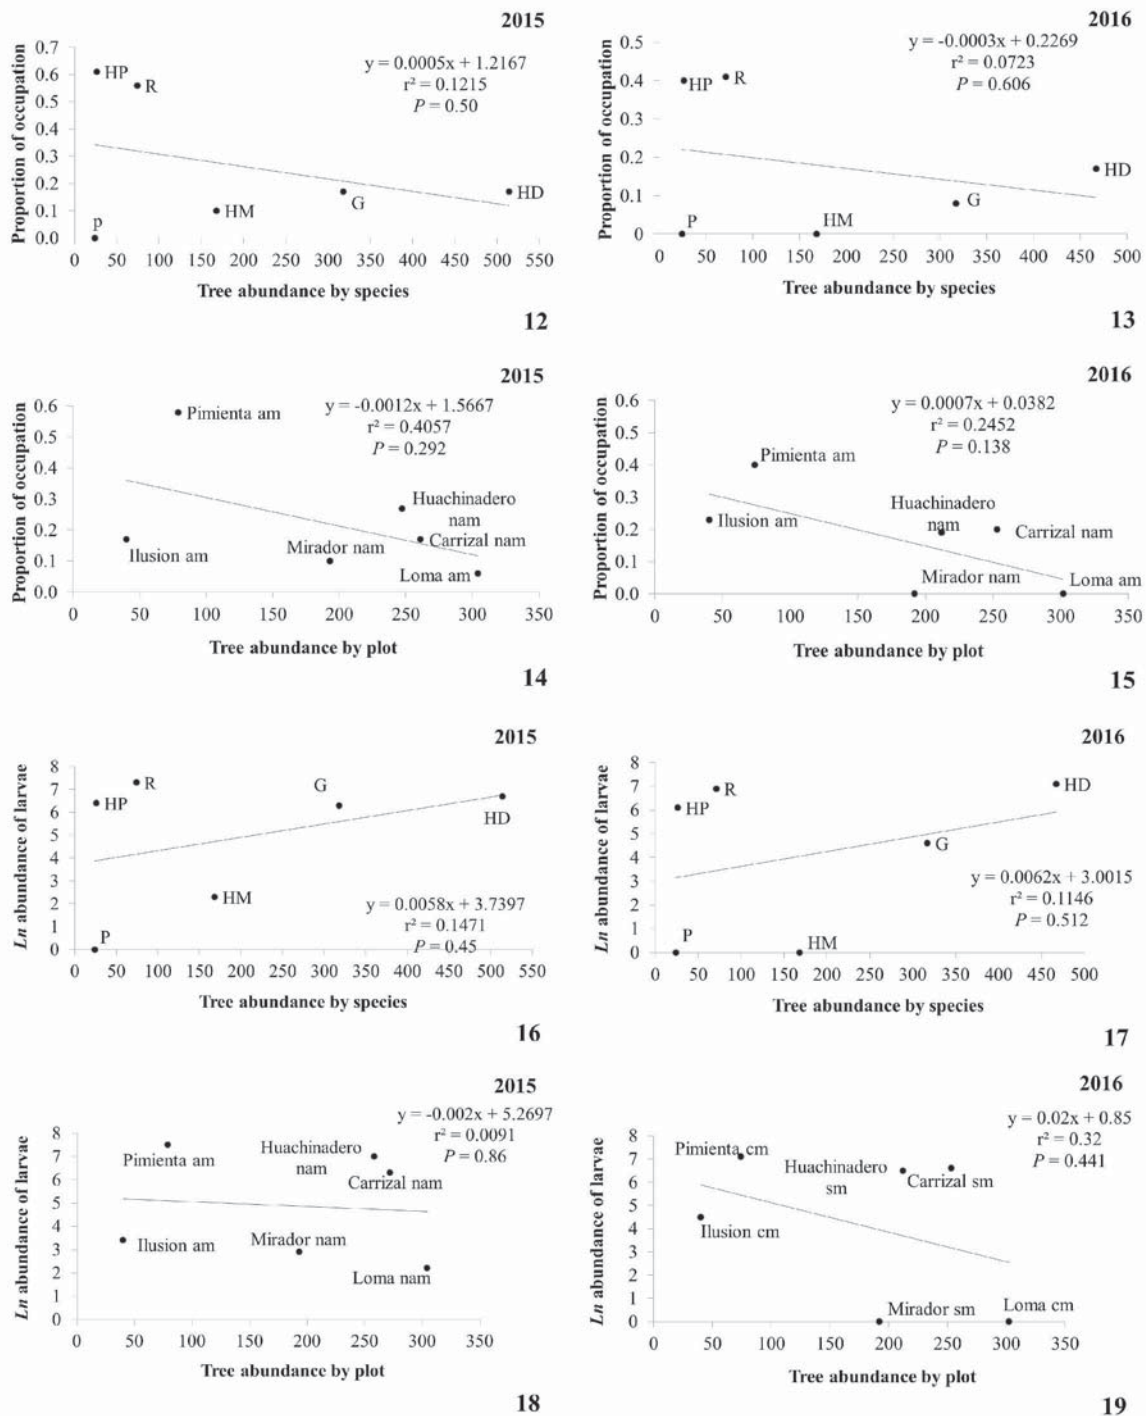 2015
y = 0.0005x + 1.2167
r² = 0.1215
P = 0.50
Proportion of occupation
0.7
0.6
0.5
0.4
0.3
0.2
0.1
0.0
HP
R
P
HM
G
HD
0 50 100 150 200 250 300 350 400 450 500 550
Tree abundance by species
12
2016
y = -0.0003x + 0.2269
r² = 0.0723
P = 0.606
Proportion of occupation
0.5
0.4
0.3
0.2
0.1
0
HP
R
P
HM
G
HD
0 50 100 150 200 250 300 350 400 450 500
Tree abundance by species
13
2015
y = -0.0012x + 1.5667
r² = 0.4057
P = 0.292
Proportion of occupation
0.6
0.5
0.4
0.3
0.2
0.1
0.0
Pimienta am
Ilusion am
Mirador nam
Huachinadero
nam
Carrizal nam
Loma am
0 50 100 150 200 250 300 350
Tree abundance by plot
14
2016
y = 0.0007x + 0.0382
r² = 0.2452
P = 0.138
Proportion of occupation
0.6
0.5
0.4
0.3
0.2
0.1
0.0
Pimienta am
Ilusion am
Huachinadero
nam
Carrizal nam
Mirador nam
Loma am
0 50 100 150 200 250 300 350
Tree abundance by plot
15
2015
Ln abundance of larvae
8
7
6
5
4
3
2
1
0
HP
R
G
HD
HM
P
y = 0.0058x + 3.7397
r² = 0.1471
P = 0.45
0 50 100 150 200 250 300 350 400 450 500 550
Tree abundance by species
16
2016
Ln abundance of larvae
8
7
6
5
4
3
2
1
0
HP
R
HD
G
P
HM
y = 0.0062x + 3.0015
r² = 0.1146
P = 0.512
0 50 100 150 200 250 300 350 400 450 500
Tree abundance by species
17
2015
y = -0.002x + 5.2697
r² = 0.0091
P = 0.86
Ln abundance of larvae
8
7
6
5
4
3
2
1
0
Pimienta am
Huachinadero
nam
Carrizal nam
Ilusion am
Mirador nam
Loma nam
0 50 100 150 200 250 300 350
Tree abundance by plot
18
2016
y = 0.02x + 0.85
r² = 0.32
P = 0.441
Ln abundance of larvae
8
7
6
5
4
3
2
1
0
Pimienta cm
Huachinadero
sm
Carrizal sm
Ilusion cm
Mirador sm
Loma cm
0 50 100 150 200 250 300 350
Tree abundance by plot
19